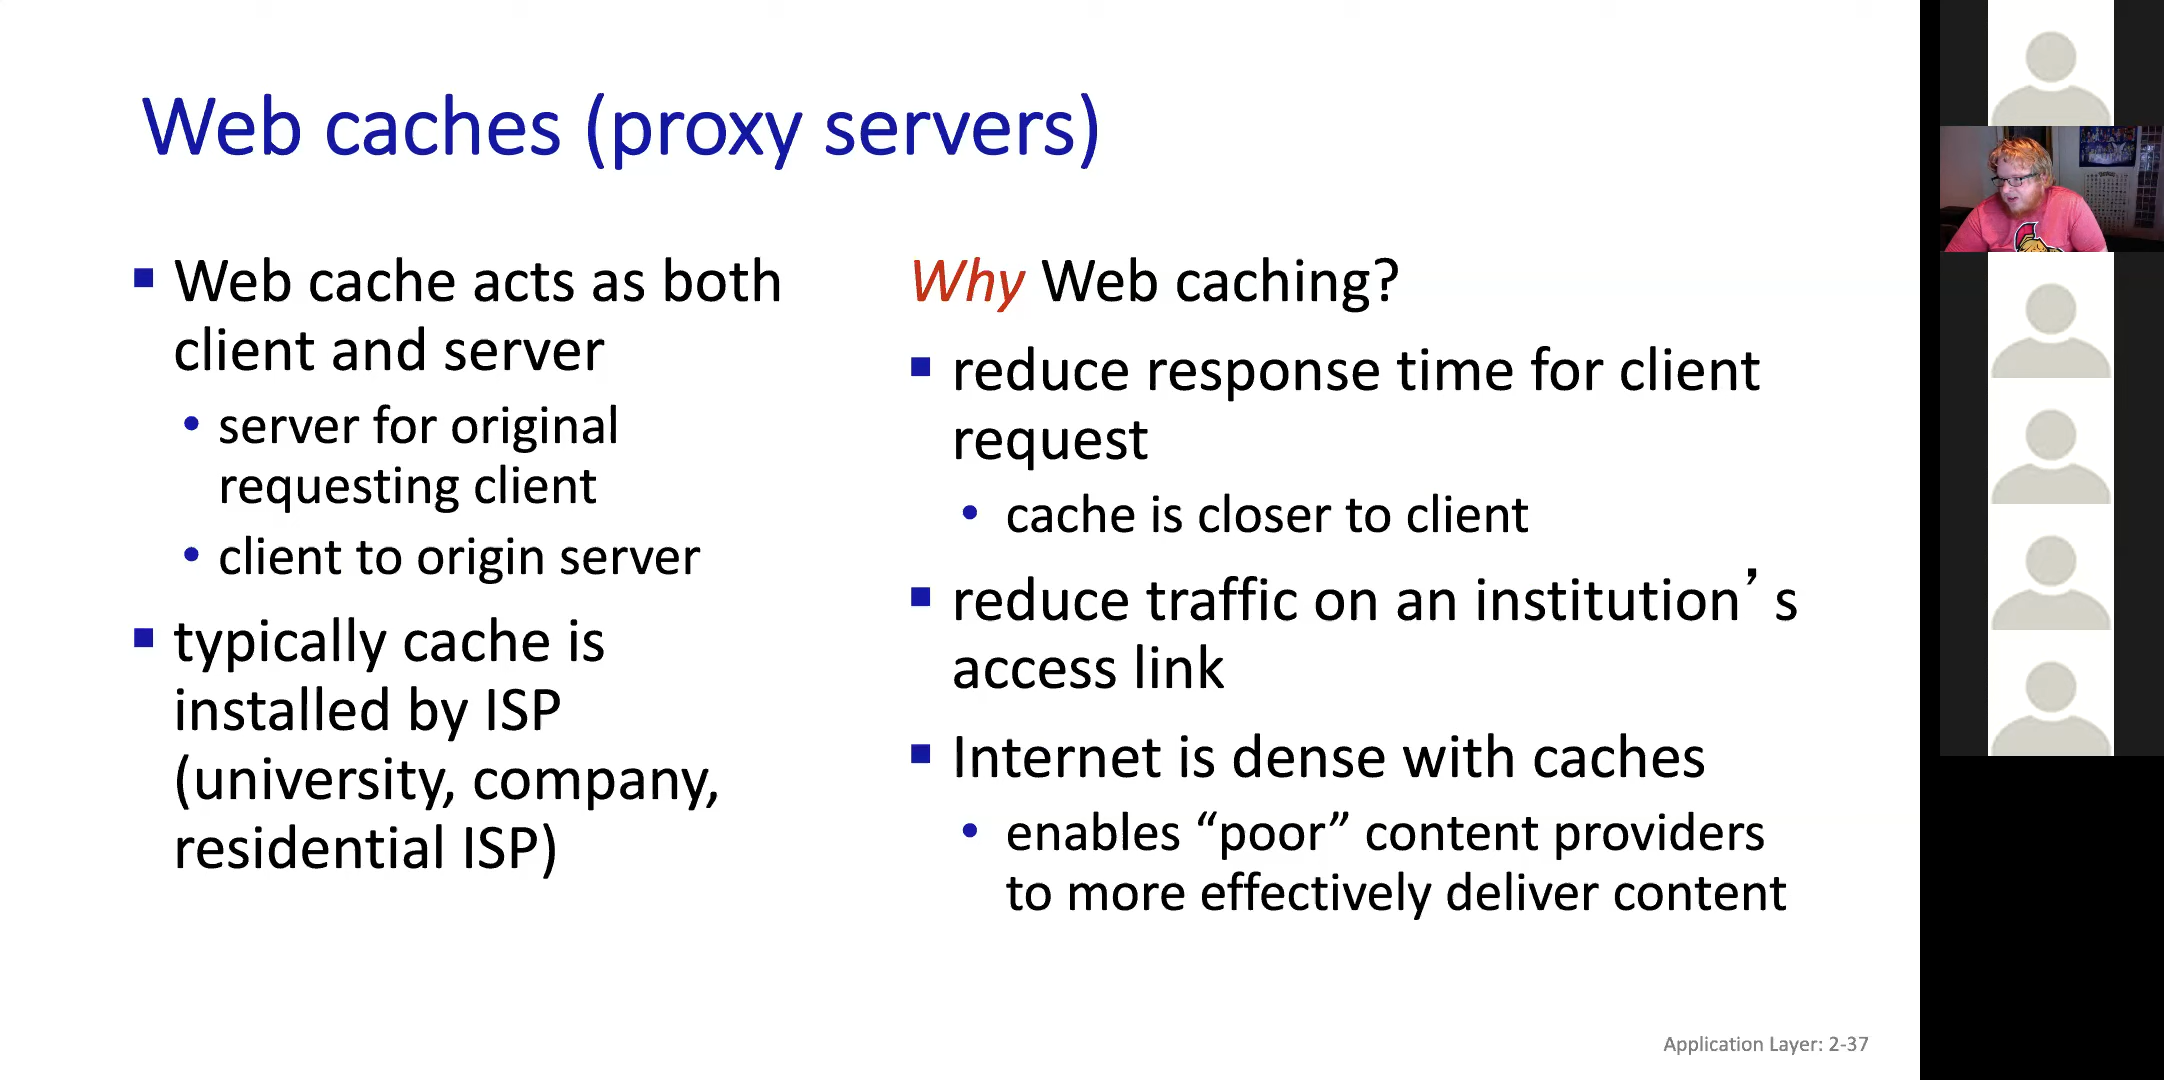 Web caches (proxy servers)
▪ Web cache acts as both
client and server
• server for original
requesting client
• client to origin server
▪ typically cache is
installed by ISP
(university, company,
residential ISP)
Why Web caching?
▪ reduce response time for client
request
• cache is closer to client
▪ reduce traffic on an institution’s
access link
▪ Internet is dense with caches
• enables “poor” content providers
to more effectively deliver content
Application Layer: 2-37